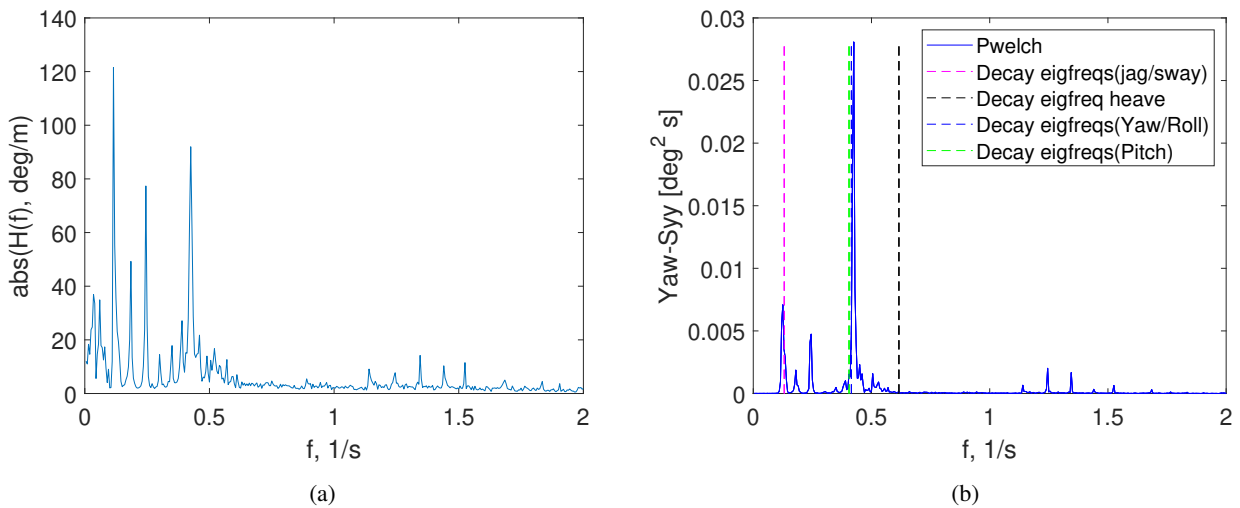 140
120
100
80
60
40
20
0
abs(H(f), deg/m)
0
0.5
1
1.5
2
f, 1/s
(a)
0.03
0.025
0.02
0.015
0.01
0.005
0
Yaw-Syy [deg² s]
Pwelch
Decay eigfreqs(jag/sway)
Decay eigfreq heave
Decay eigfreqs(Yaw/Roll)
Decay eigfreqs(Pitch)
0
0.5
1
1.5
2
f, 1/s
(b)